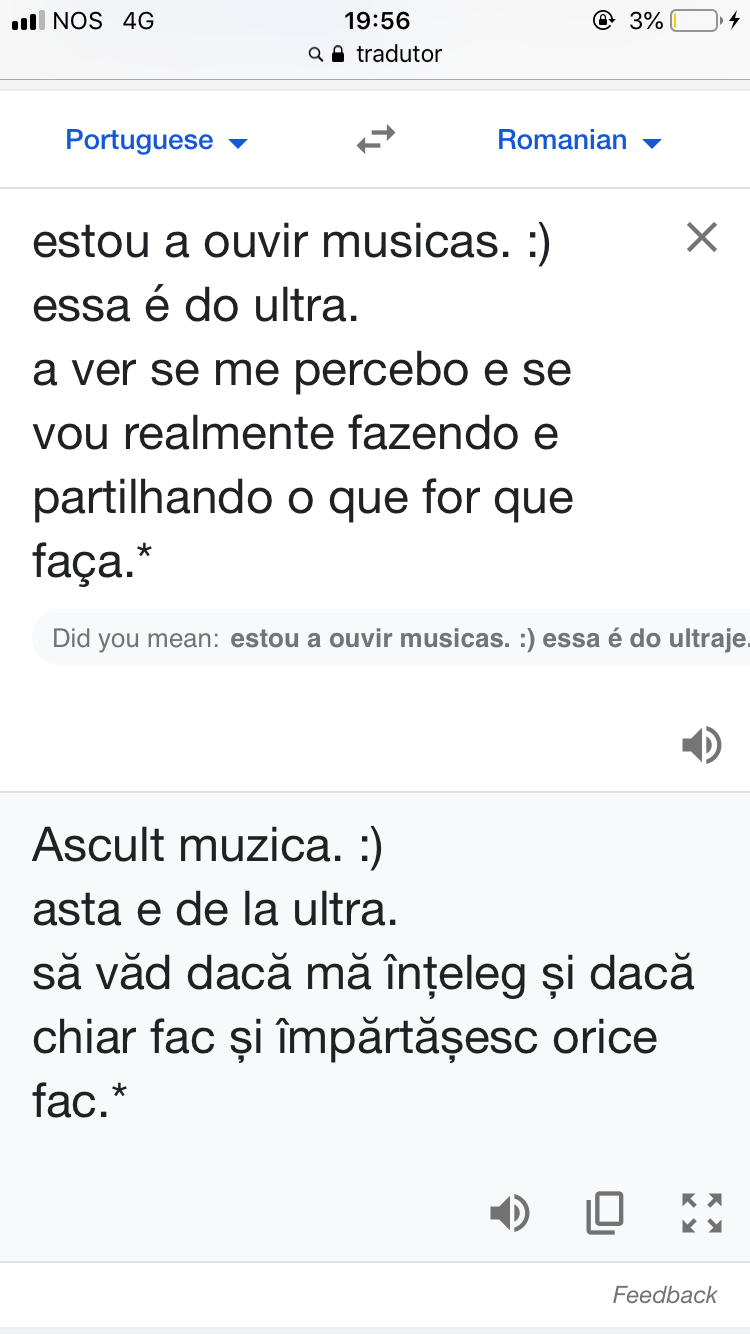 NOS 4G 19:56 3%
tradutor
Portuguese Romanian
estou a ouvir musicas. :)
essa é do ultra.
a ver se me percebo e se
vou realmente fazendo e
partilhando o que for que
faça.*
Did you mean: estou a ouvir musicas. :) essa é do ultraje.
Ascult muzica. :)
asta e de la ultra.
să văd dacă mă înțeleg și dacă
chiar fac și împărtășesc orice
fac.*
Feedback